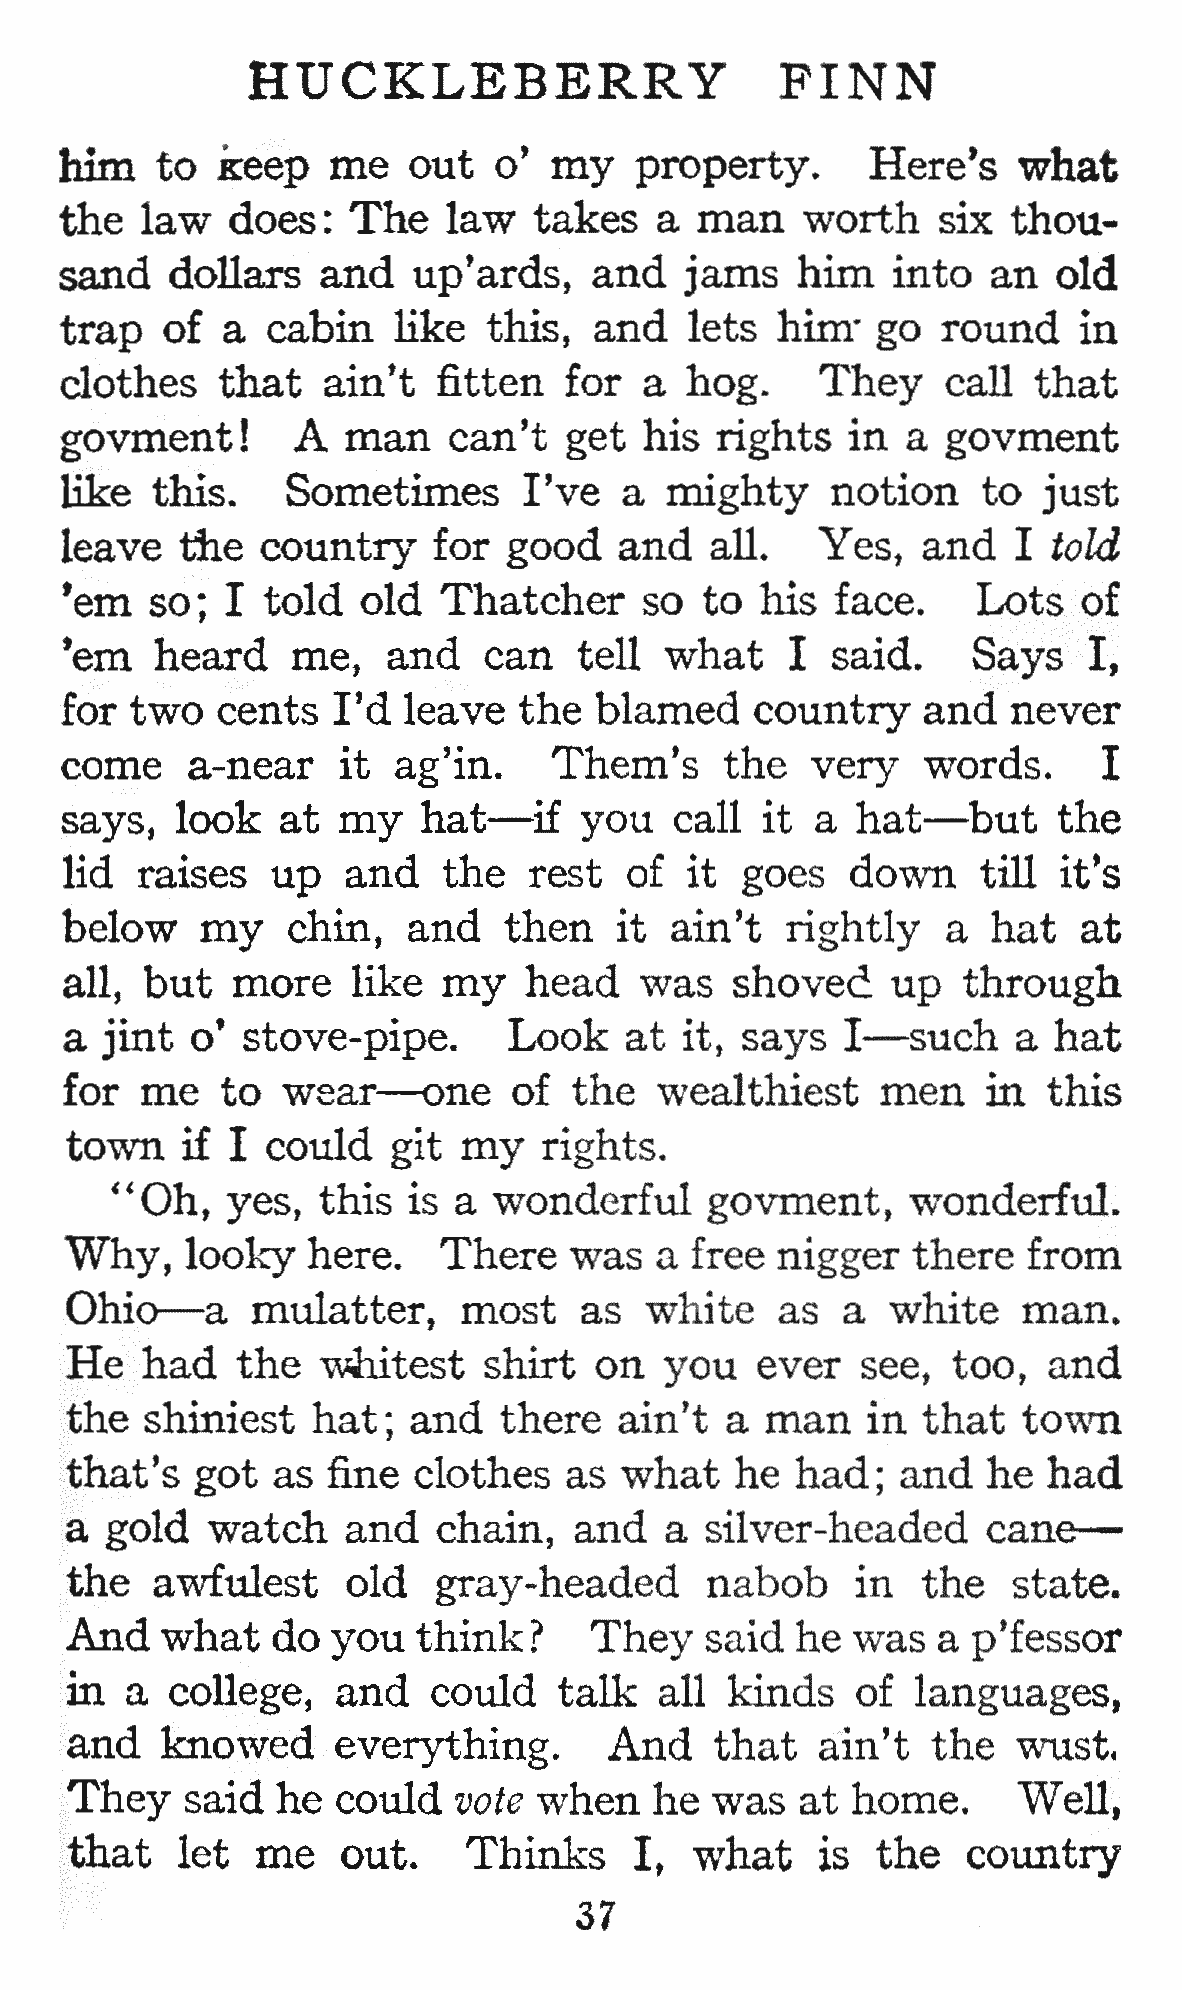 HUCKLEBERRY FINN
him to keep me out o' my property. Here's what
the law does: The law takes a man worth six thou-
sand dollars and up'ards, and jams him into an old
trap of a cabin like this, and lets him go round in
clothes that ain't fitten for a hog. They call that
govment! A man can't get his rights in a govment
like this. Sometimes I've a mighty notion to just
leave the country for good and all. Yes, and I told
'em so; I told old Thatcher so to his face. Lots of
'em heard me, and can tell what I said. Says I,
for two cents I'd leave the blamed country and never
come a-near it ag'in. Them's the very words. I
says, look at my hat—if you call it a hat—but the
lid raises up and the rest of it goes down till it's
below my chin, and then it ain't rightly a hat at
all, but more like my head was shoved up through
a jint o' stove-pipe. Look at it, says I—such a hat
for me to wear—one of the wealthiest men in this
town if I could git my rights.
"Oh, yes, this is a wonderful govment, wonderful.
Why, looky here. There was a free nigger there from
Ohio—a mulatter, most as white as a white man.
He had the whitest shirt on you ever see, too, and
the shiniest hat; and there ain't a man in that town
that's got as fine clothes as what he had; and he had
a gold watch and chain, and a silver-headed cane—
the awfulest old gray-headed nabob in the state.
And what do you think? They said he was a p'fessor
in a college, and could talk all kinds of languages,
and knowed everything. And that ain't the wust.
They said he could vote when he was at home. Well,
that let me out. Thinks I, what is the country
37